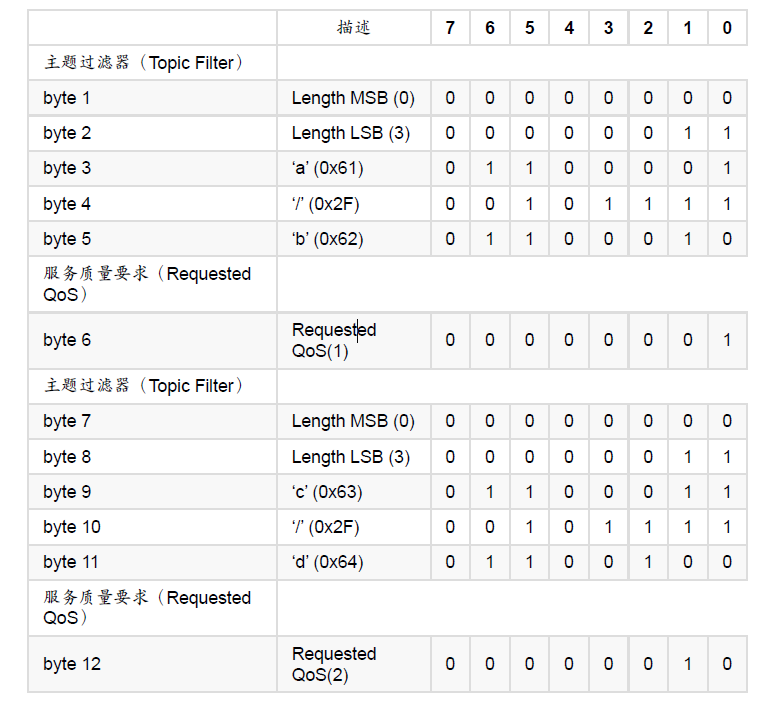 描述 7 6 5 4 3 2 1 0
主题过滤器（Topic Filter）
byte 1 Length MSB (0) 0 0 0 0 0 0 0 0
byte 2 Length LSB (3) 0 0 0 0 0 0 1 1
byte 3 ‘a’ (0x61) 0 1 1 0 0 0 0 1
byte 4 ‘/’ (0x2F) 0 0 1 0 1 1 1 1
byte 5 ‘b’ (0x62) 0 1 1 0 0 0 1 0
服务质量要求（Requested
QoS）
byte 6 Requested
QoS(1) 0 0 0 0 0 0 0 1
主题过滤器（Topic Filter）
byte 7 Length MSB (0) 0 0 0 0 0 0 0 0
byte 8 Length LSB (3) 0 0 0 0 0 0 1 1
byte 9 ‘c’ (0x63) 0 1 1 0 0 0 1 1
byte 10 ‘/’ (0x2F) 0 0 1 0 1 1 1 1
byte 11 ‘d’ (0x64) 0 1 1 0 0 1 0 0
服务质量要求（Requested
QoS）
byte 12 Requested
QoS(2) 0 0 0 0 0 0 1 0